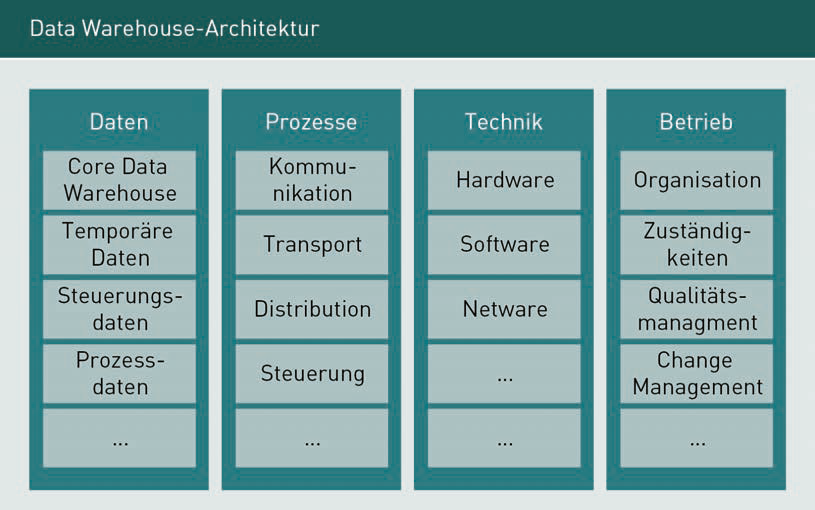 Data Warehouse-Architektur
Daten
Core Data
Warehouse
Temporäre
Daten
Steuerungs-
daten
Prozess-
daten
...
Prozesse
Kommu-
nikation
Transport
Distribution
Steuerung
...
Technik
Hardware
Software
Netware
...
...
Betrieb
Organisation
Zuständig-
keiten
Qualitäts-
managment
Change
Management
...